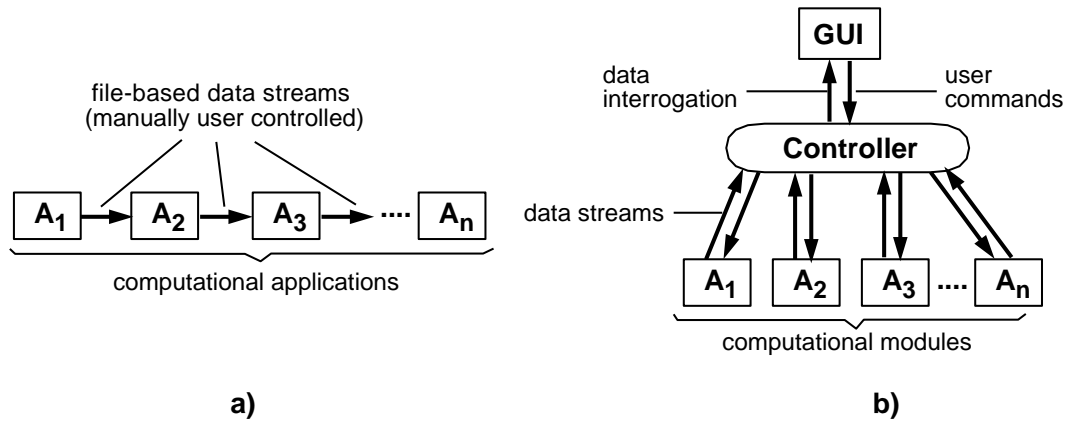 file-based data streams
(manually user controlled)
A1
A2
A3
....
An
computational applications
a)
GUI
data
interrogation
user
commands
Controller
data streams
A1
A2
A3
....
An
computational modules
b)